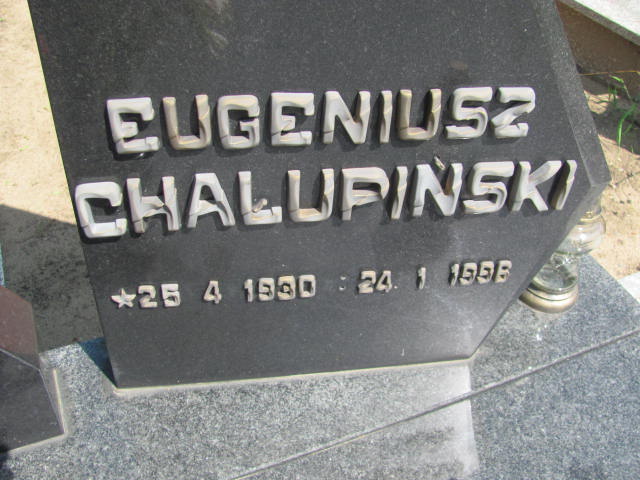 EUGENIUSZ
CHAŁUPIŃSKI
*25 4 1930 24 1 1998